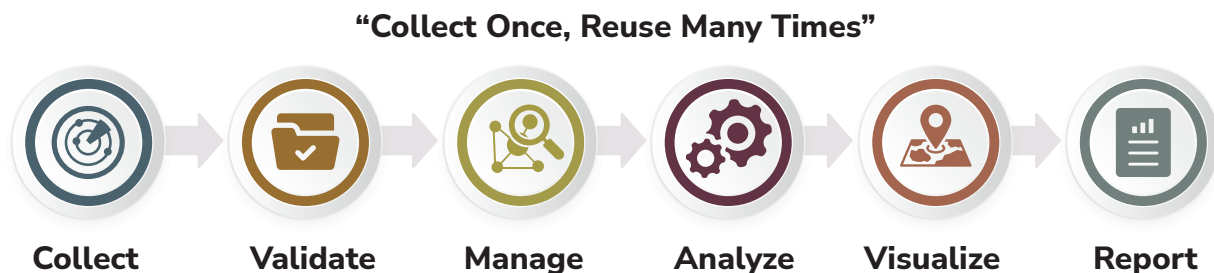 “Collect Once, Reuse Many Times”
Collect Validate Manage Analyze Visualize Report